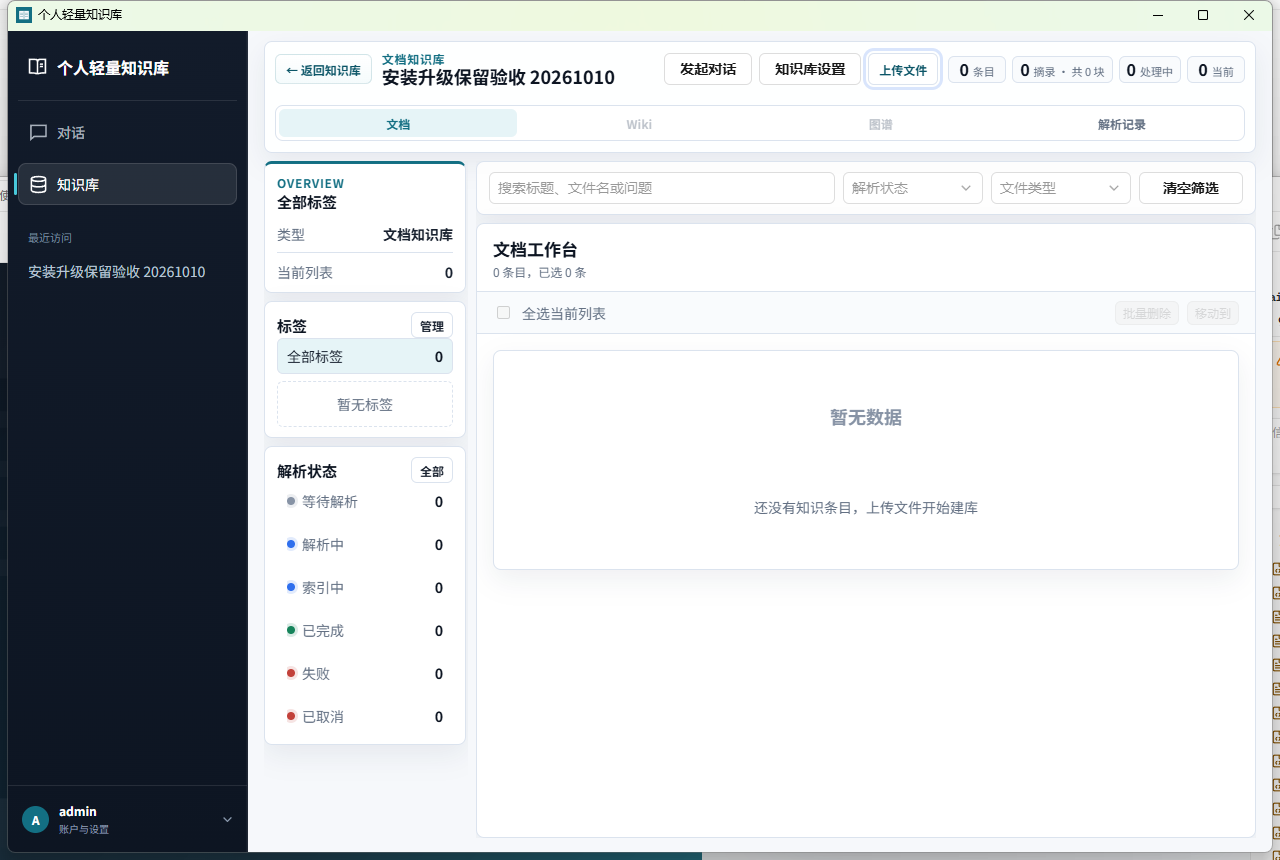 个人轻量知识库
个人轻量知识库
对话
知识库
最近访问
安装升级保留验收 20261010
A
admin
账户与设置
← 返回知识库
文档知识库
安装升级保留验收 20261010
发起对话
知识库设置
上传文件
0 条目
0 摘录 · 共 0 块
0 处理中
0 当前
文档
Wiki
图谱
解析记录
OVERVIEW
全部标签
类型 文档知识库
当前列表 0
标签 管理
全部标签 0
暂无标签
解析状态 全部
等待解析 0
解析中 0
索引中 0
已完成 0
失败 0
已取消 0
搜索标题、文件名或问题
解析状态
文件类型
清空筛选
文档工作台
0 条目，已选 0 条
全选当前列表
批量删除
移动到
暂无数据
还没有知识条目，上传文件开始建库